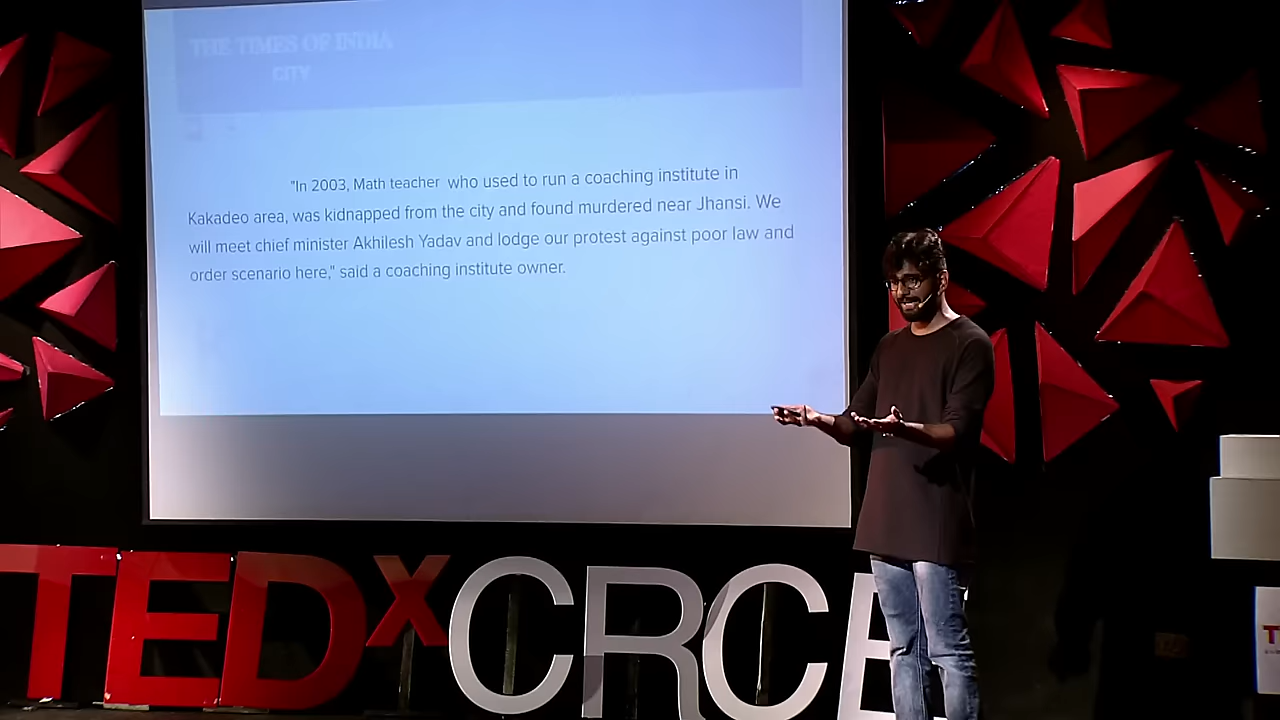 THE TIMES OF INDIA
CITY
"In 2003, Math teacher who used to run a coaching institute in
Kakadeo area, was kidnapped from the city and found murdered near Jhansi. We
will meet chief minister Akhilesh Yadav and lodge our protest against poor law and
order scenario here," said a coaching institute owner.
TEDxCRCE